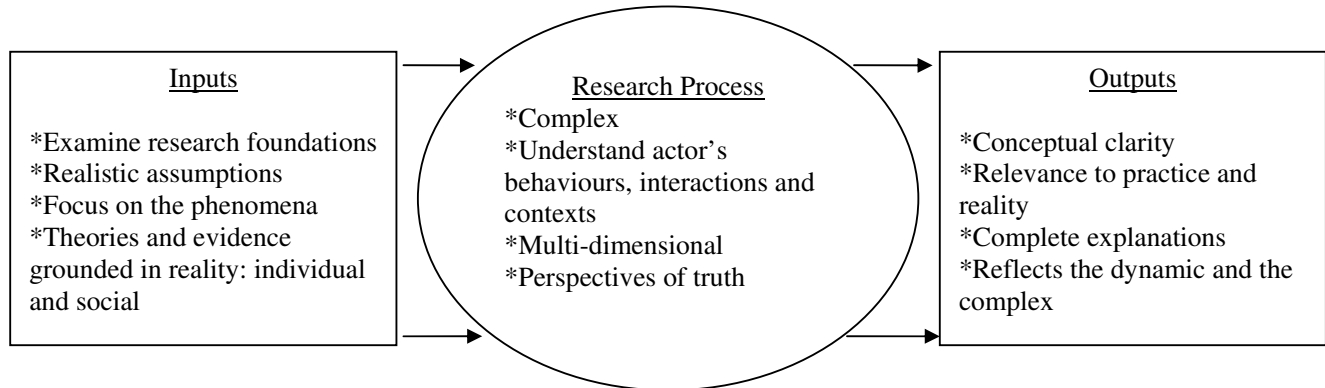 Inputs
*Examine research foundations
*Realistic assumptions
*Focus on the phenomena
*Theories and evidence
grounded in reality: individual
and social
Research Process
*Complex
*Understand actor's
behaviours, interactions and
contexts
*Multi-dimensional
*Perspectives of truth
Outputs
*Conceptual clarity
*Relevance to practice and
reality
*Complete explanations
*Reflects the dynamic and the
complex